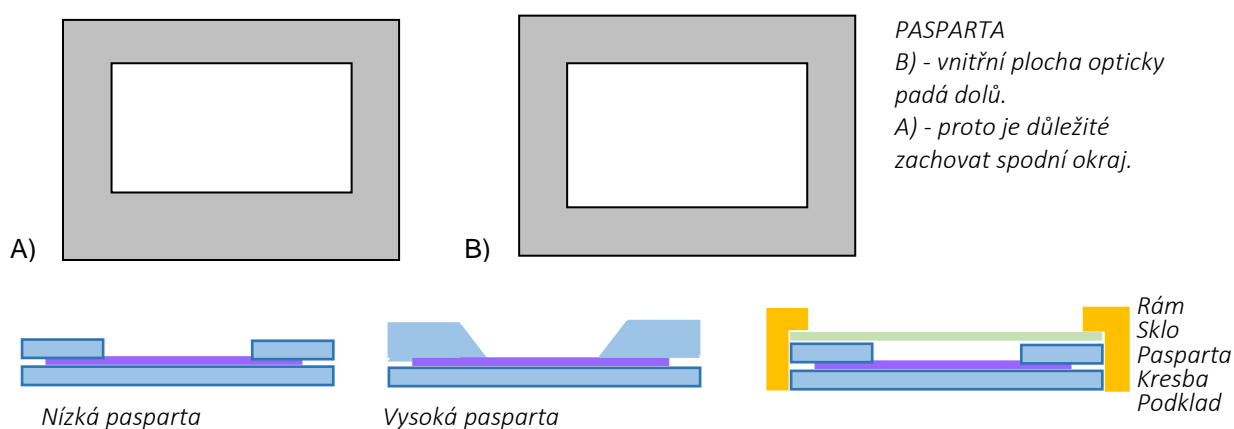 PASPARTA
B) - vnitřní plocha opticky
padá dolů.
A) - proto je důležité
zachovat spodní okraj.
A)
B)
Rám
Sklo
Pasparta
Kresba
Podklad
Nízká pasparta
Vysoká pasparta